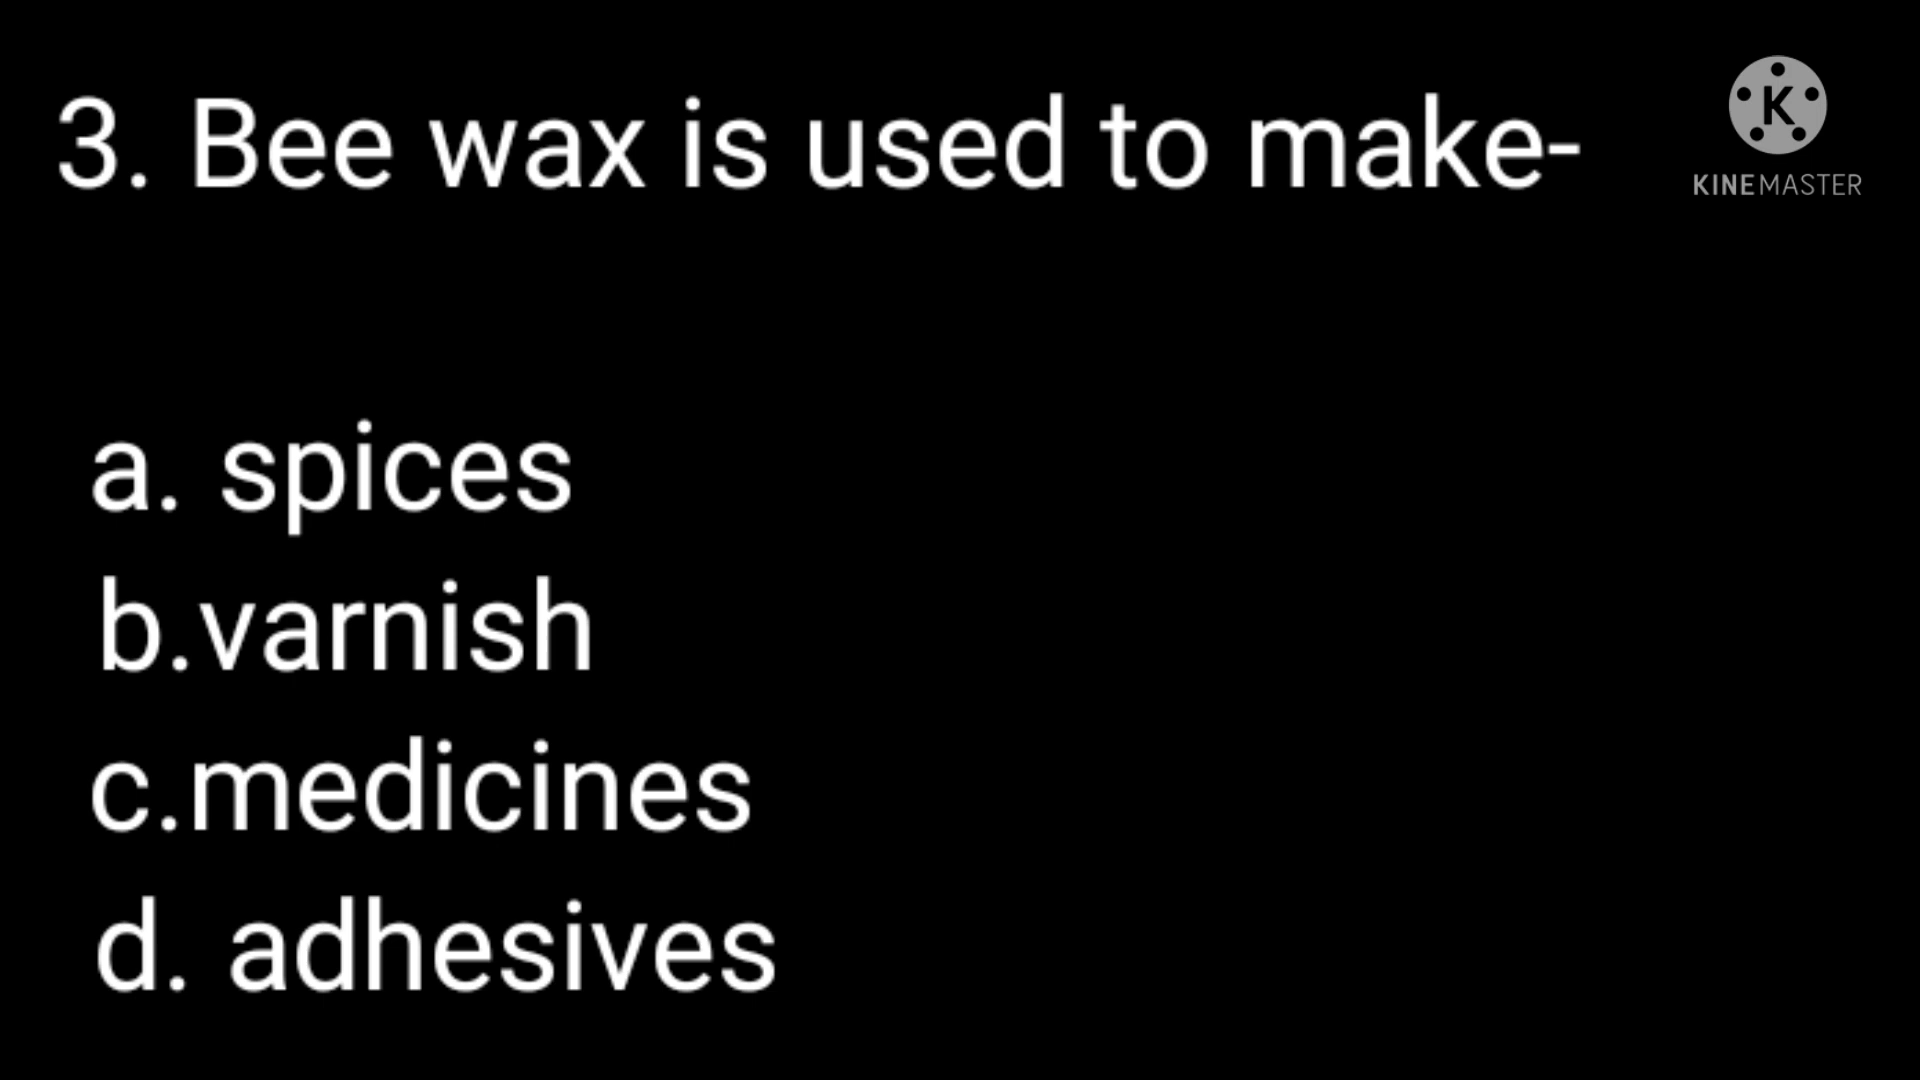 3. Bee wax is used to make-
K
KINEMASTER
a. spices
b.varnish
c.medicines
d. adhesives